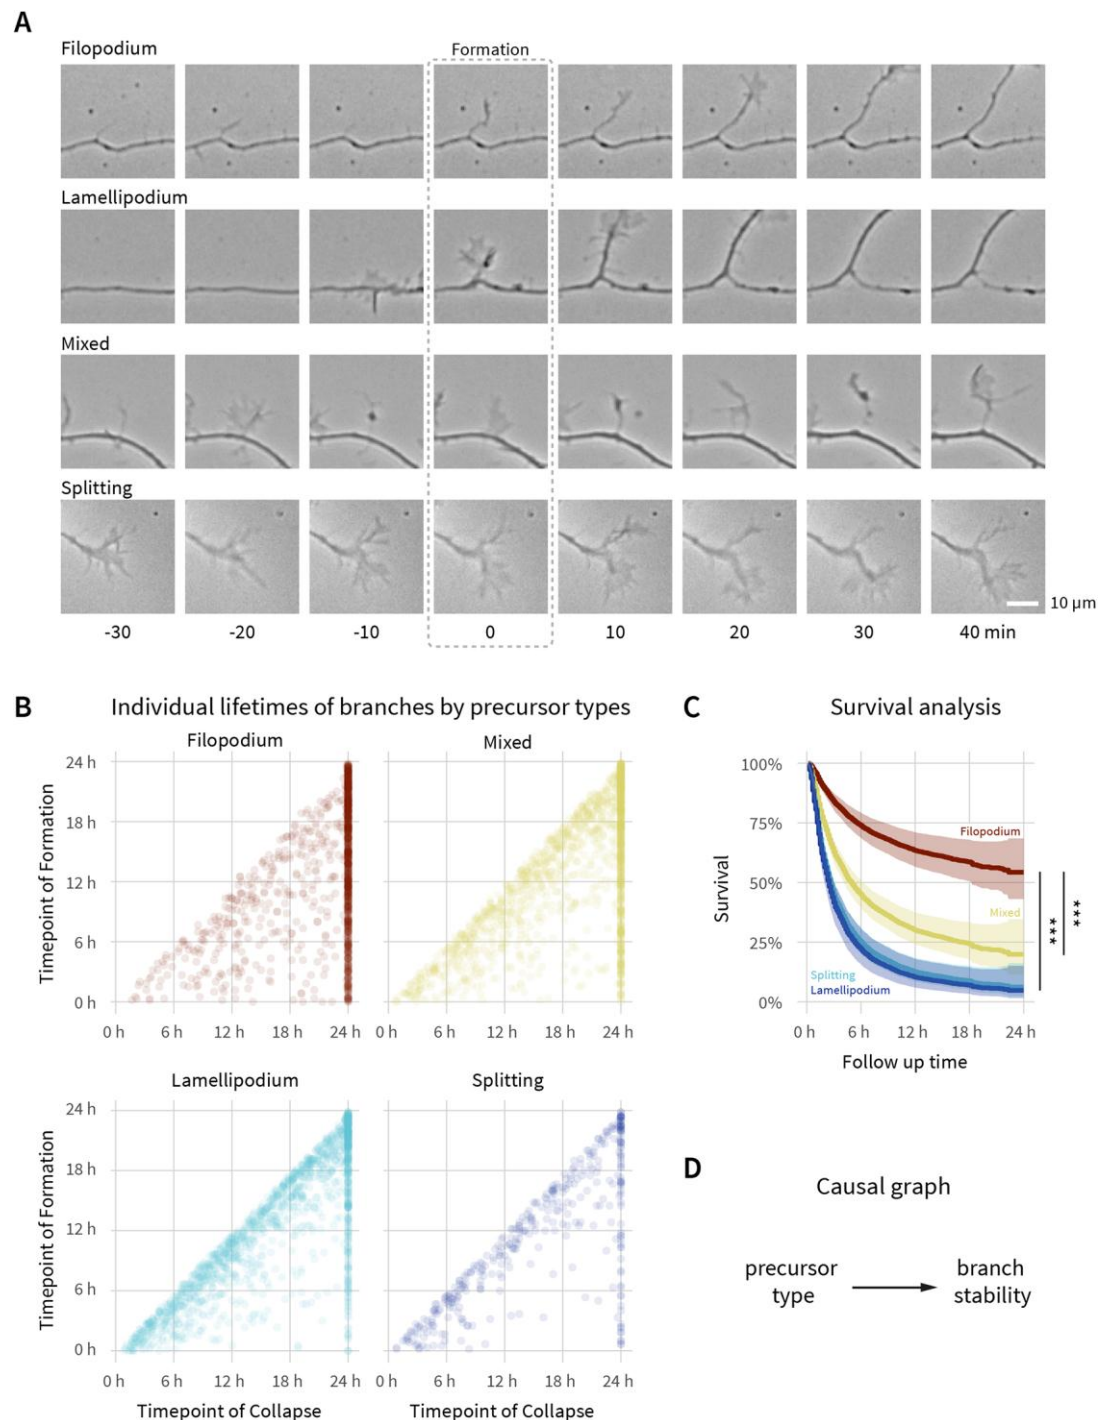 A
Filopodium
Formation
Lamellipodium
Mixed
Splitting
10 µm
-30 -20 -10 0 10 20 30 40 min
B
Individual lifetimes of branches by precursor types
Filopodium Mixed
Timepoint of Formation
24 h
18 h
12 h
6 h
0 h
0 h 6 h 12 h 18 h 24 h 0 h 6 h 12 h 18 h 24 h
Lamellipodium Splitting
Timepoint of Formation
24 h
18 h
12 h
6 h
0 h
0 h 6 h 12 h 18 h 24 h 0 h 6 h 12 h 18 h 24 h
Timepoint of Collapse Timepoint of Collapse
C
Survival analysis
Survival
100%
75%
50%
25%
0%
Filopodium
Mixed
Splitting
Lamellipodium
***
***
0 h 6 h 12 h 18 h 24 h
Follow up time
D
Causal graph
precursor branch
type stability